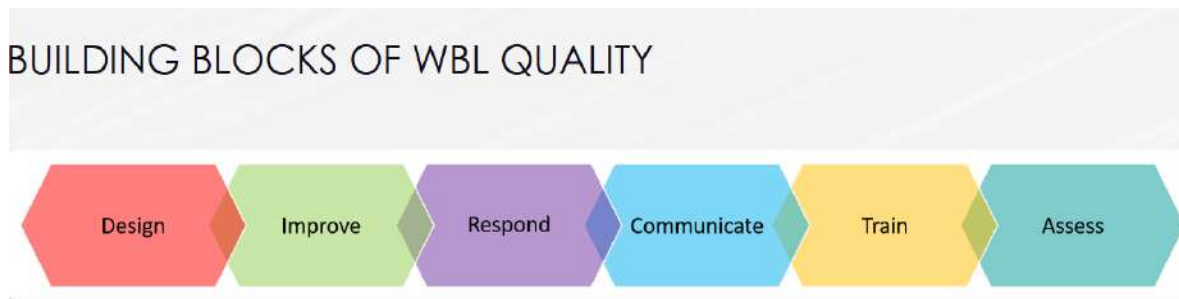 BUILDING BLOCKS OF WBL QUALITY
Design Improve Respond Communicate Train Assess